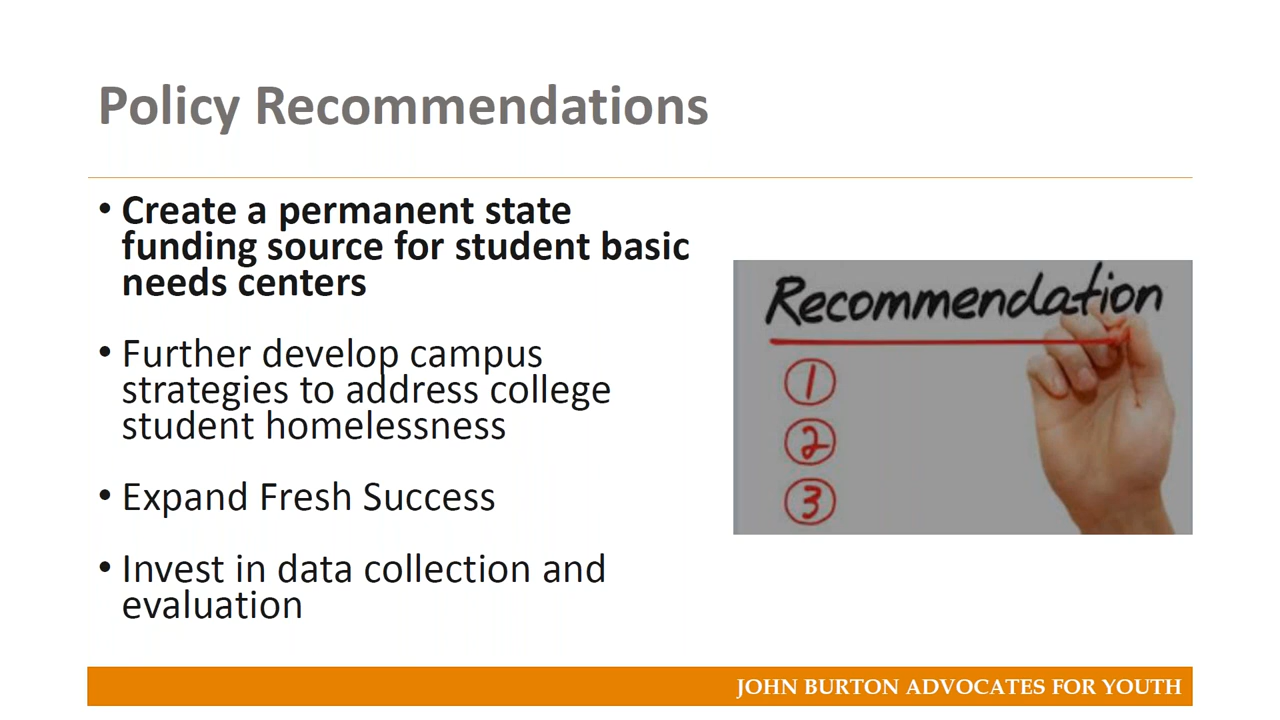 Policy Recommendations
• Create a permanent state
funding source for student basic
needs centers
• Further develop campus
strategies to address college
student homelessness
• Expand Fresh Success
• Invest in data collection and
evaluation
Recommendation
1
2
3
JOHN BURTON ADVOCATES FOR YOUTH